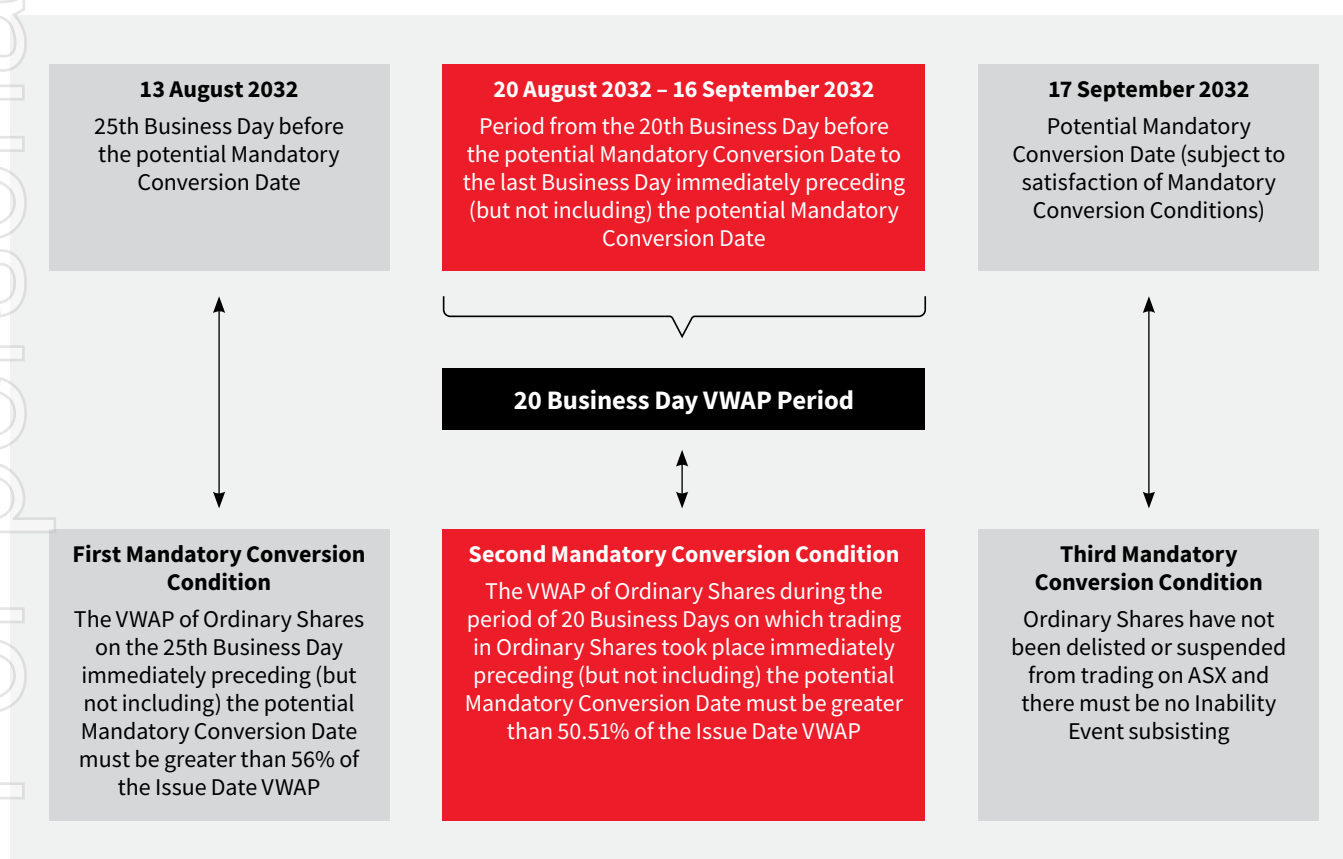 13 August 2032
25th Business Day before
the potential Mandatory
Conversion Date
20 August 2032 – 16 September 2032
Period from the 20th Business Day before
the potential Mandatory Conversion Date to
the last Business Day immediately preceding
(but not including) the potential Mandatory
Conversion Date
17 September 2032
Potential Mandatory
Conversion Date (subject to
satisfaction of Mandatory
Conversion Conditions)
20 Business Day VWAP Period
First Mandatory Conversion
Condition
The VWAP of Ordinary Shares
on the 25th Business Day
immediately preceding (but
not including) the potential
Mandatory Conversion Date
must be greater than 56% of
the Issue Date VWAP
Second Mandatory Conversion Condition
The VWAP of Ordinary Shares during the
period of 20 Business Days on which trading
in Ordinary Shares took place immediately
preceding (but not including) the potential
Mandatory Conversion Date must be greater
than 50.51% of the Issue Date VWAP
Third Mandatory
Conversion Condition
Ordinary Shares have not
been delisted or suspended
from trading on ASX and
there must be no Inability
Event subsisting